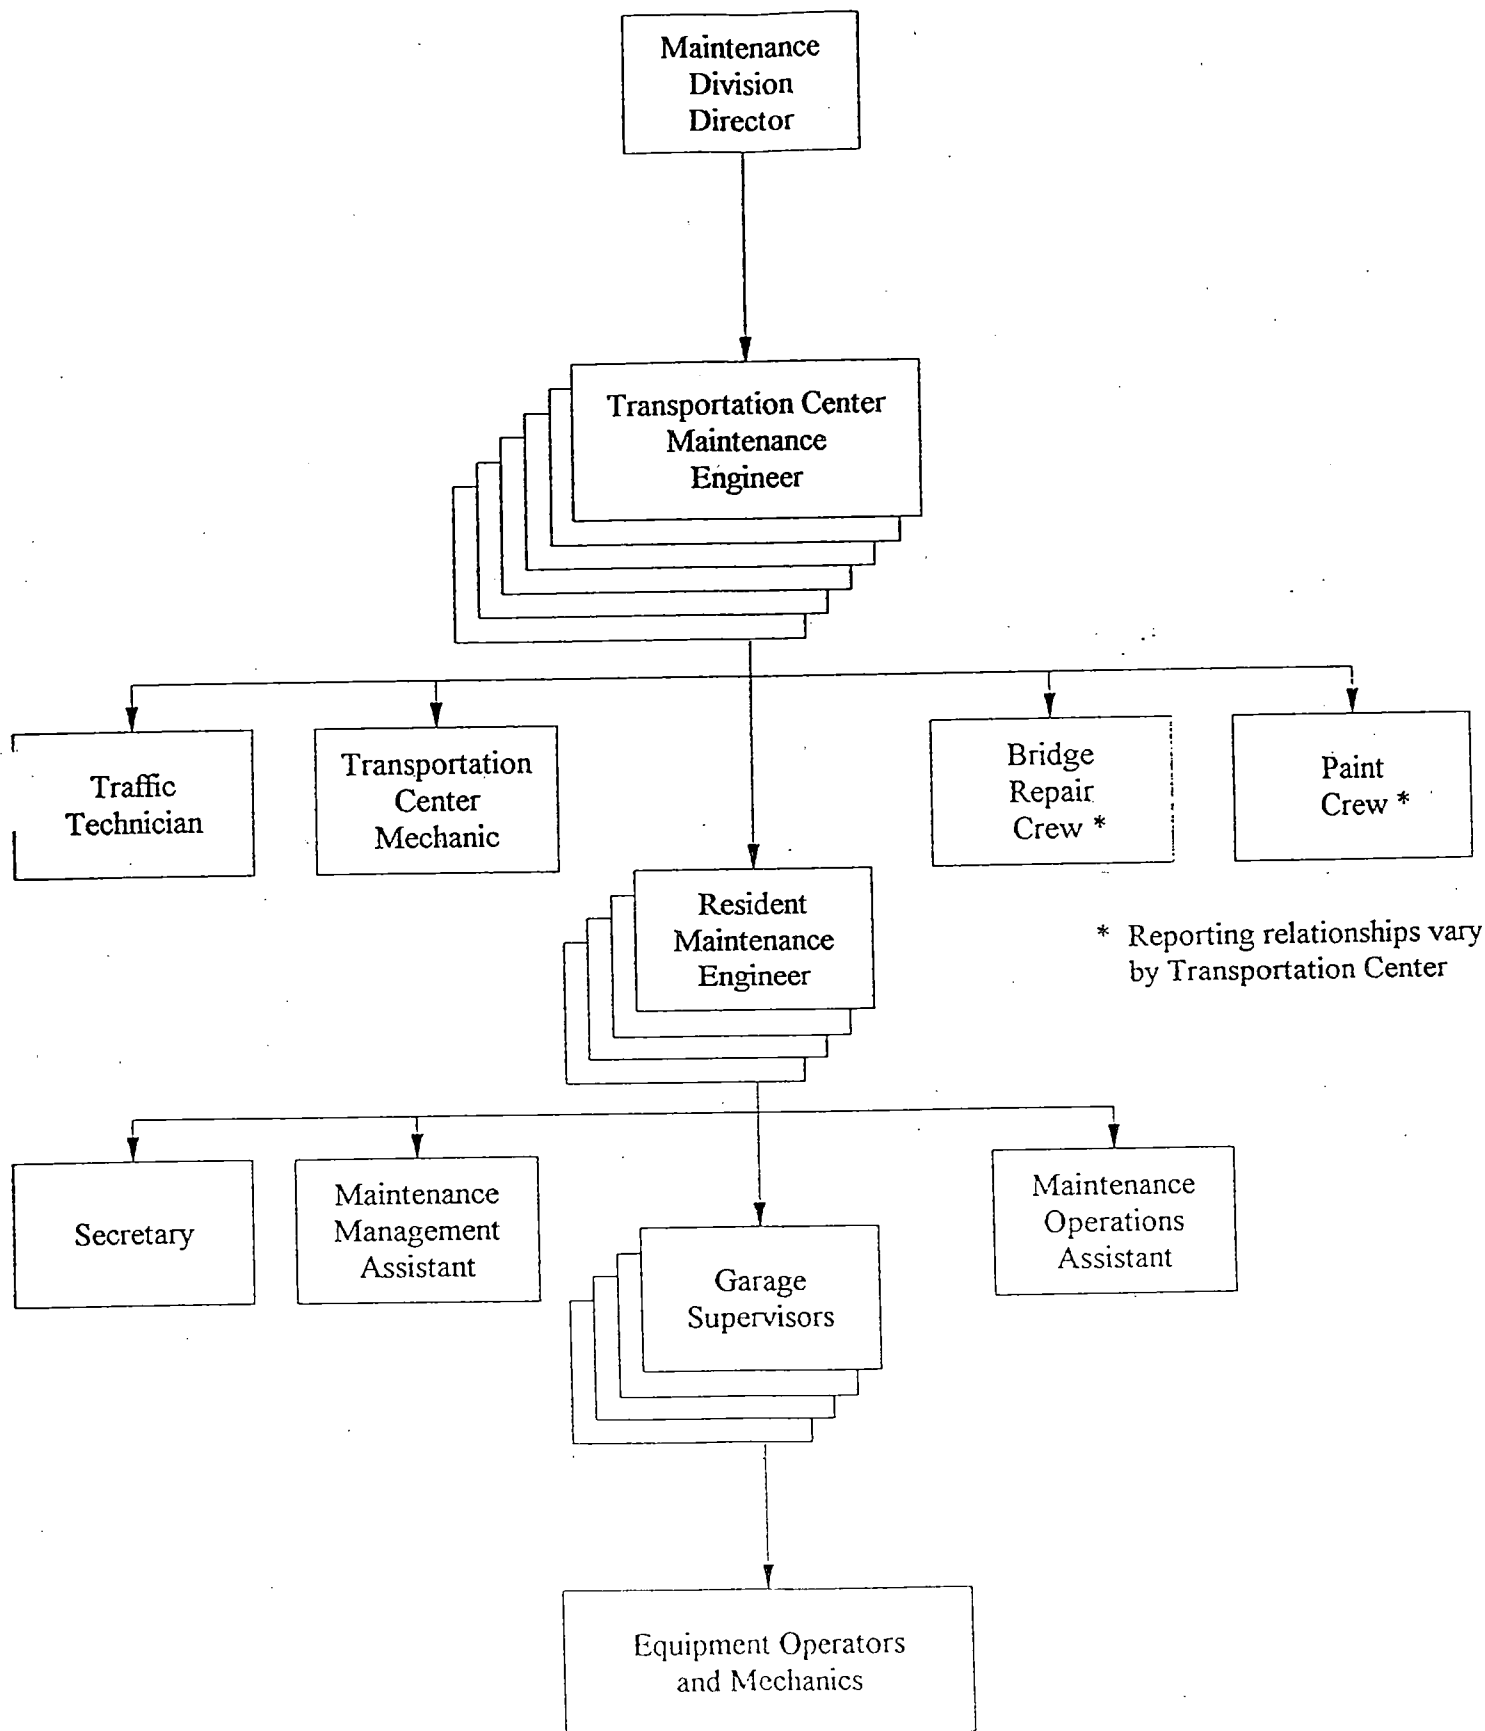 Maintenance
Division
Director
Transportation Center
Maintenance
Engineer
Traffic
Technician
Transportation
Center
Mechanic
Bridge
Repair
Crew *
Paint
Crew *
Resident
Maintenance
Engineer
* Reporting relationships vary
by Transportation Center
Secretary
Maintenance
Management
Assistant
Garage
Supervisors
Maintenance
Operations
Assistant
Equipment Operators
and Mechanics